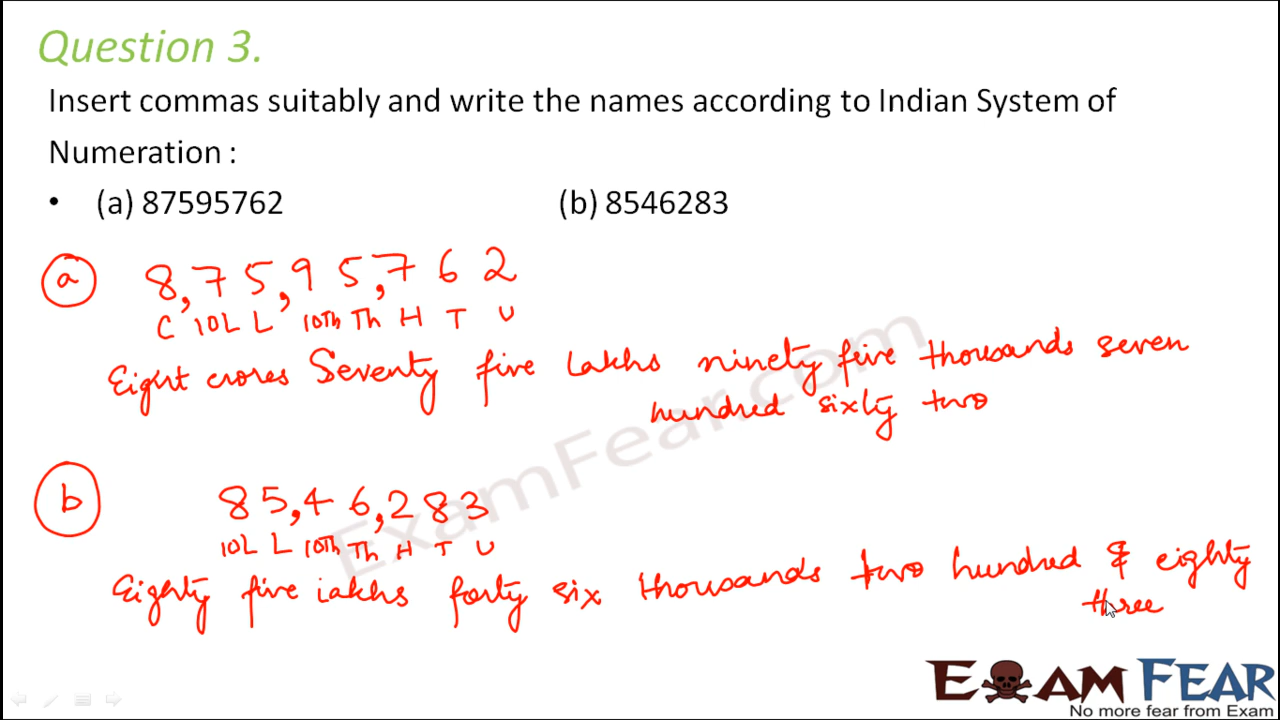 Question 3.
Insert commas suitably and write the names according to Indian System of
Numeration :
• (a) 87595762 (b) 8546283
a 8,75,95,762
C 10L L 10Th Th H T U
Eight crores Seventy five lakhs ninety five thousands seven
hundred sixty two
b 85,46,283
10L L 10Th Th H T U
Eighty five lakhs forty six thousands two hundred & eighty
three
ExamFear.com
EXAM FEAR
No more fear from Exam